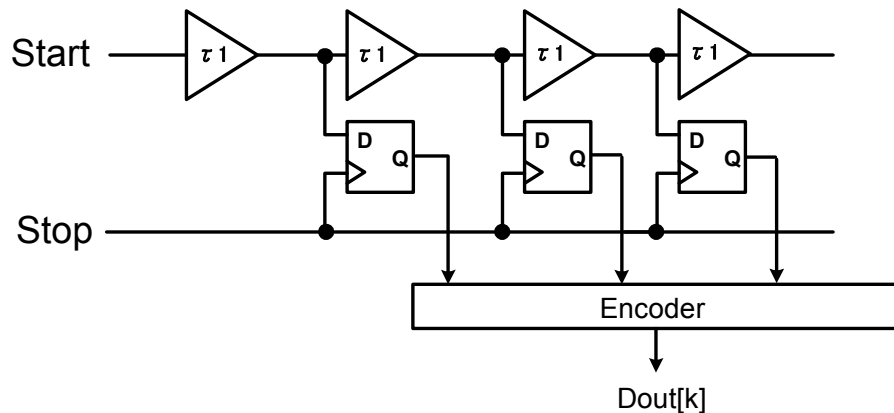 Start
τ1 τ1 τ1 τ1
D Q D Q D Q
Stop
Encoder
Dout[k]